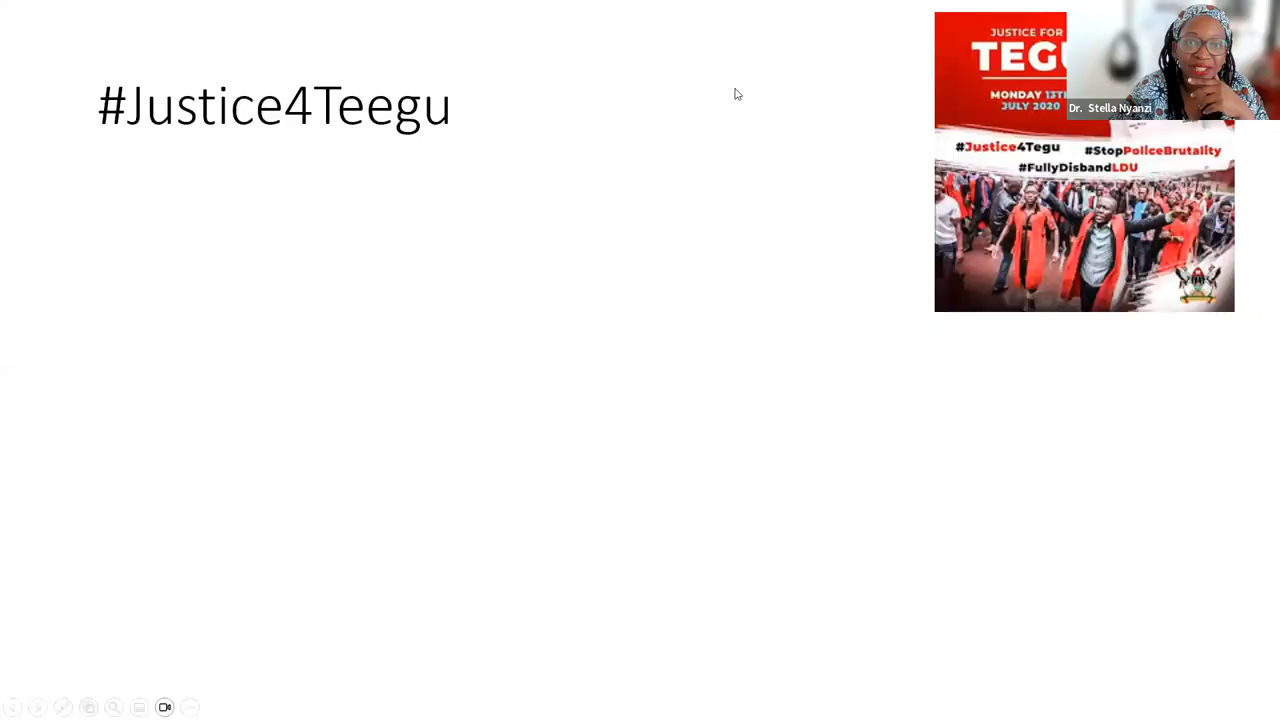 #Justice4Teegu
JUSTICE FOR
TEGU
MONDAY 13TH
JULY 2020
Dr. Stella Nyanzi
#Justice4Tegu #StopPoliceBrutality
#FullyDisbandLDU